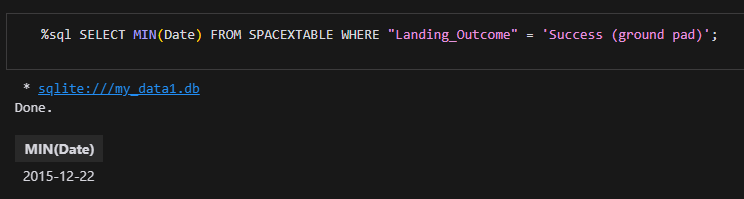 %sql SELECT MIN(Date) FROM SPACEXTABLE WHERE "Landing_Outcome" = 'Success (ground pad)';
* sqlite:///my_data1.db
Done.
MIN(Date)
2015-12-22